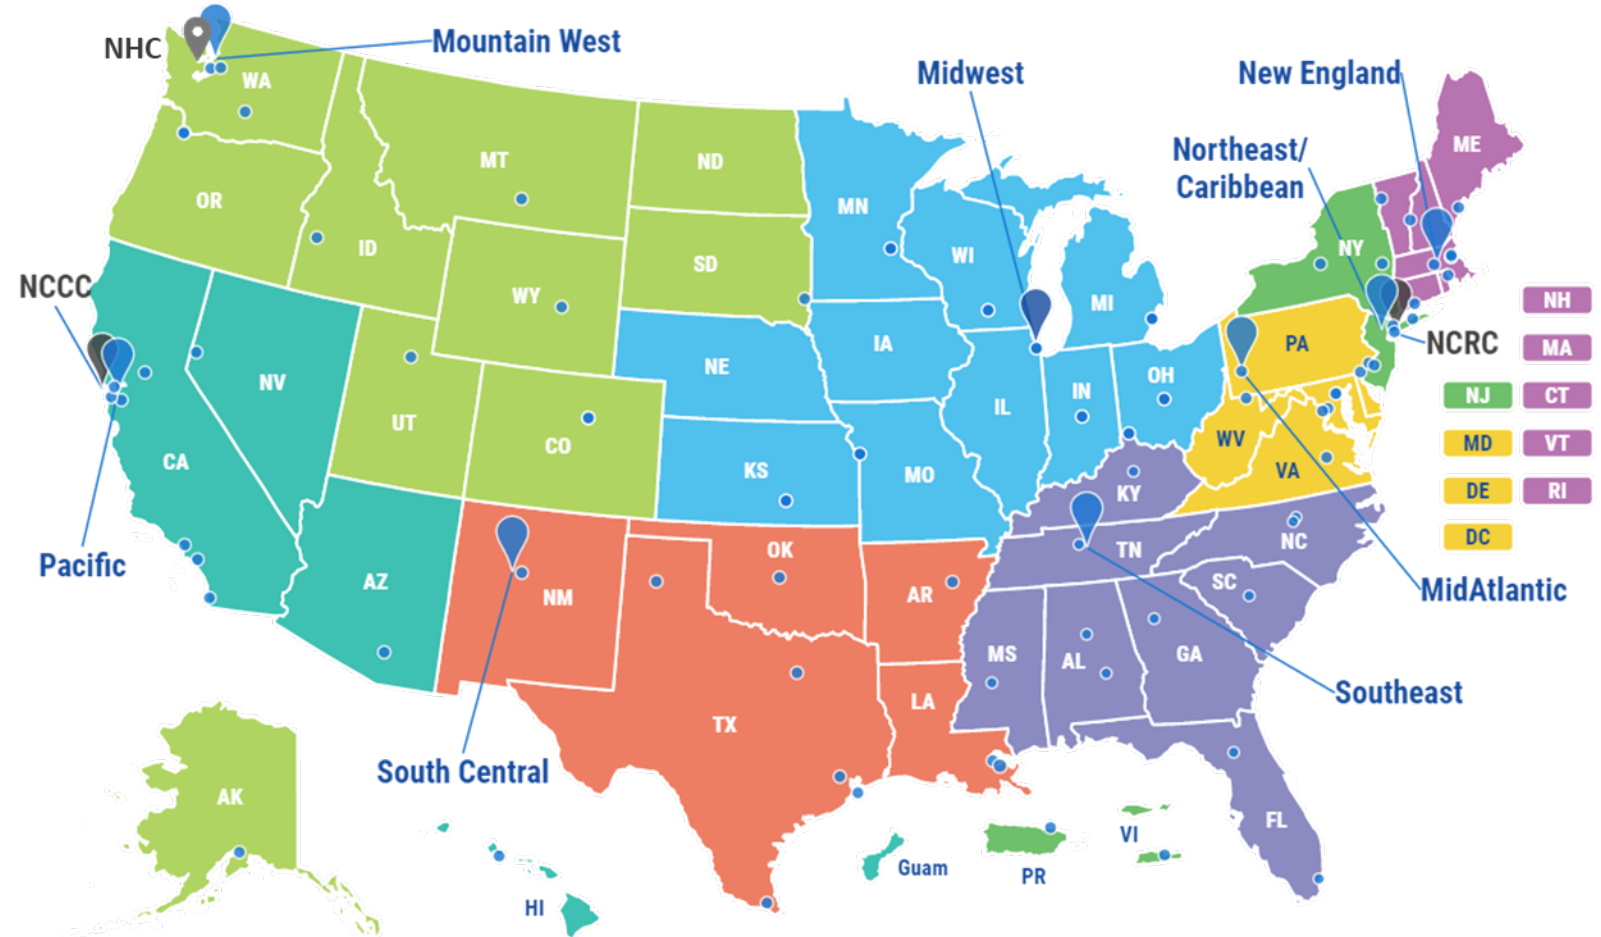 NHC
Mountain West
Midwest
New England
Northeast/
Caribbean
WA
MT
ND
OR
ID
MN
WI
ME
NY
SD
WY
MI
NCCC
NH
NCRC
MA
PA
IA
NE
NV
OH
IN
IL
NJ
CT
UT
CO
CA
KS
MO
WV
VA
MD
VT
KY
DE
RI
DC
Pacific
AZ
NM
OK
AR
TN
NC
SC
MidAtlantic
MS
AL
GA
Southeast
TX
LA
South Central
AK
FL
VI
Guam
PR
HI